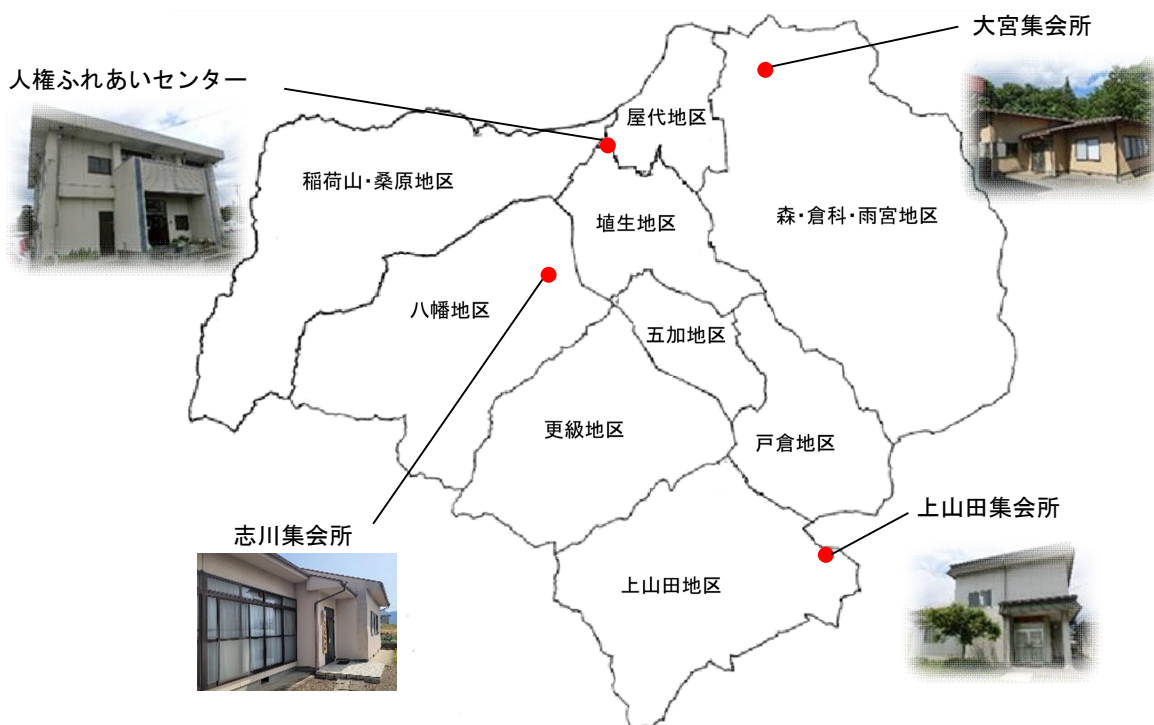 大宮集会所
人権ふれあいセンター
屋代地区
稲荷山・桑原地区
森・倉科・雨宮地区
埴生地区
八幡地区
五加地区
更級地区
戸倉地区
志川集会所
上山田集会所
上山田地区